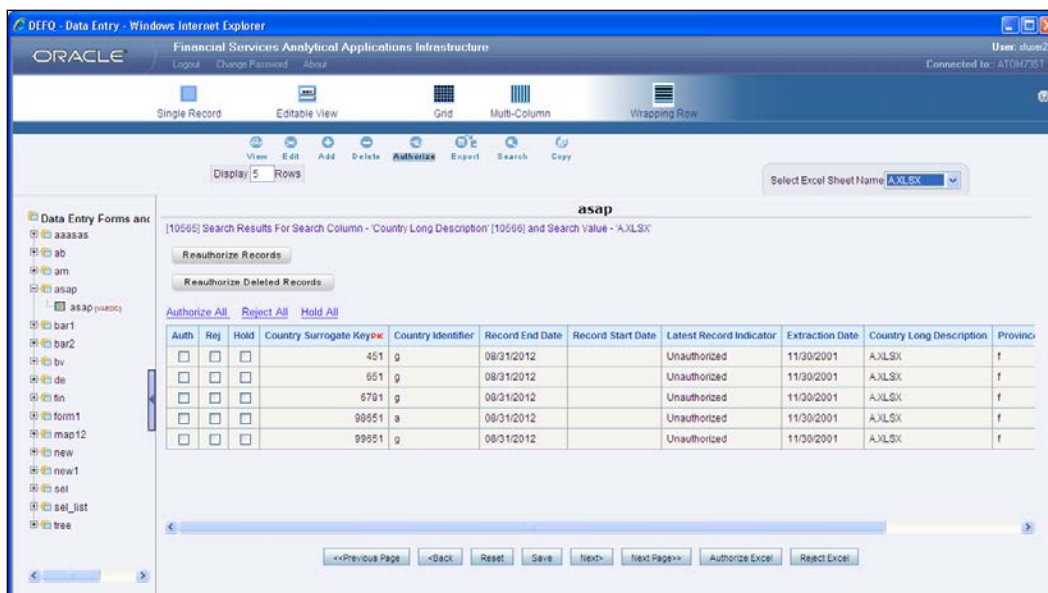 DEFQ - Data Entry - Windows Internet Explorer
ORACLE
Financial Services Analytical Applications Infrastructure
User:
Logout Change Password About
Connected to:: ATOM73ST
Single Record Editable View Grid Multi-Column Wrapping Row
View Edit Add Delete Authorize Export Search Copy
Display 5 Rows
Select Excel Sheet Name A.XLSX
asap
Data Entry Forms and
aaasas
ab
am
asap
asap
bar1
bar2
bv
de
fin
form1
map12
new
new1
sel
sel_list
tree
[10565] Search Results For Search Column - 'Country Long Description' [10566] and Search Value - 'A.XLSX'
Reauthorize Records
Reauthorize Deleted Records
Authorize All Reject All Hold All
Auth Rej Hold Country Surrogate KeyPK Country Identifier Record End Date Record Start Date Latest Record Indicator Extraction Date Country Long Description Province
451 g 08/31/2012 Unauthorized 11/30/2001 A.XLSX f
651 g 08/31/2012 Unauthorized 11/30/2001 A.XLSX f
6781 g 08/31/2012 Unauthorized 11/30/2001 A.XLSX f
98651 a 08/31/2012 Unauthorized 11/30/2001 A.XLSX f
99651 g 08/31/2012 Unauthorized 11/30/2001 A.XLSX f
<<Previous Page <Back Reset Save Next> Next Page>> Authorize Excel Reject Excel